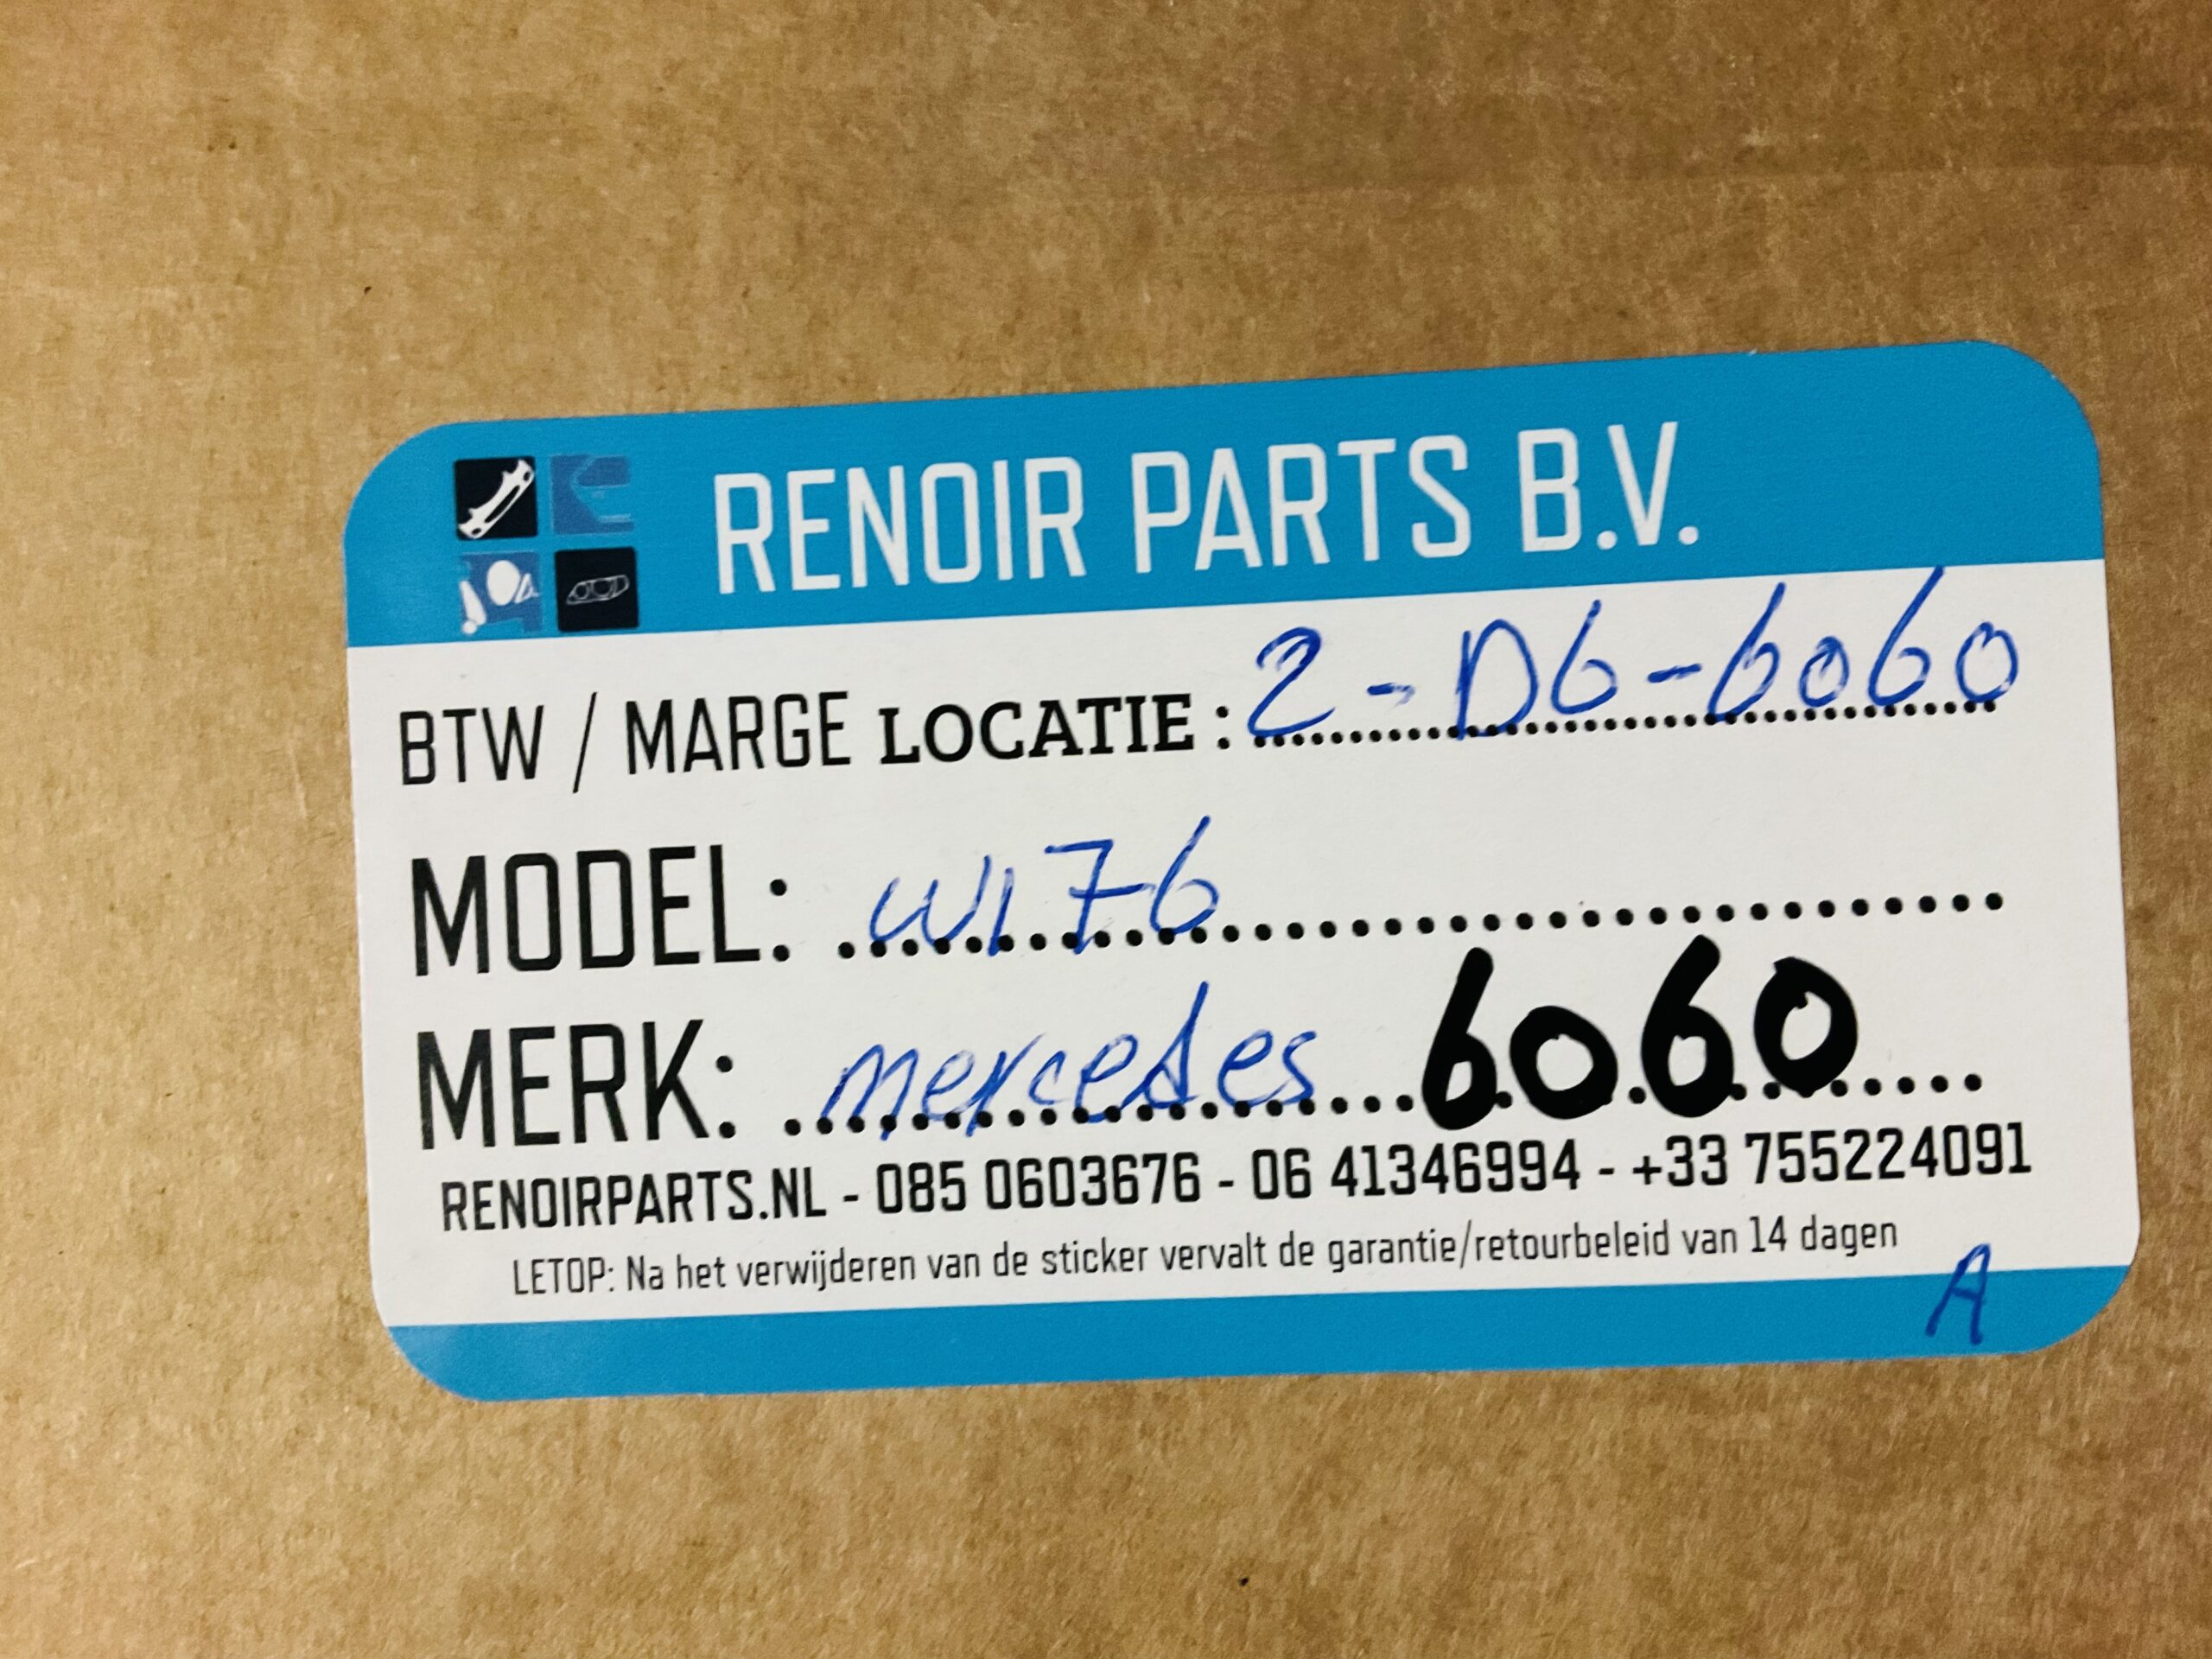 RENOIR PARTS B.V.
BTW / MARGE LOCATIE : 2-D6-6060
MODEL: W176
MERK: mercedes 6060
RENOIRPARTS.NL - 085 0603676 - 06 41346994 - +33 755224091
LETOP: Na het verwijderen van de sticker vervalt de garantie/retourbeleid van 14 dagen
A